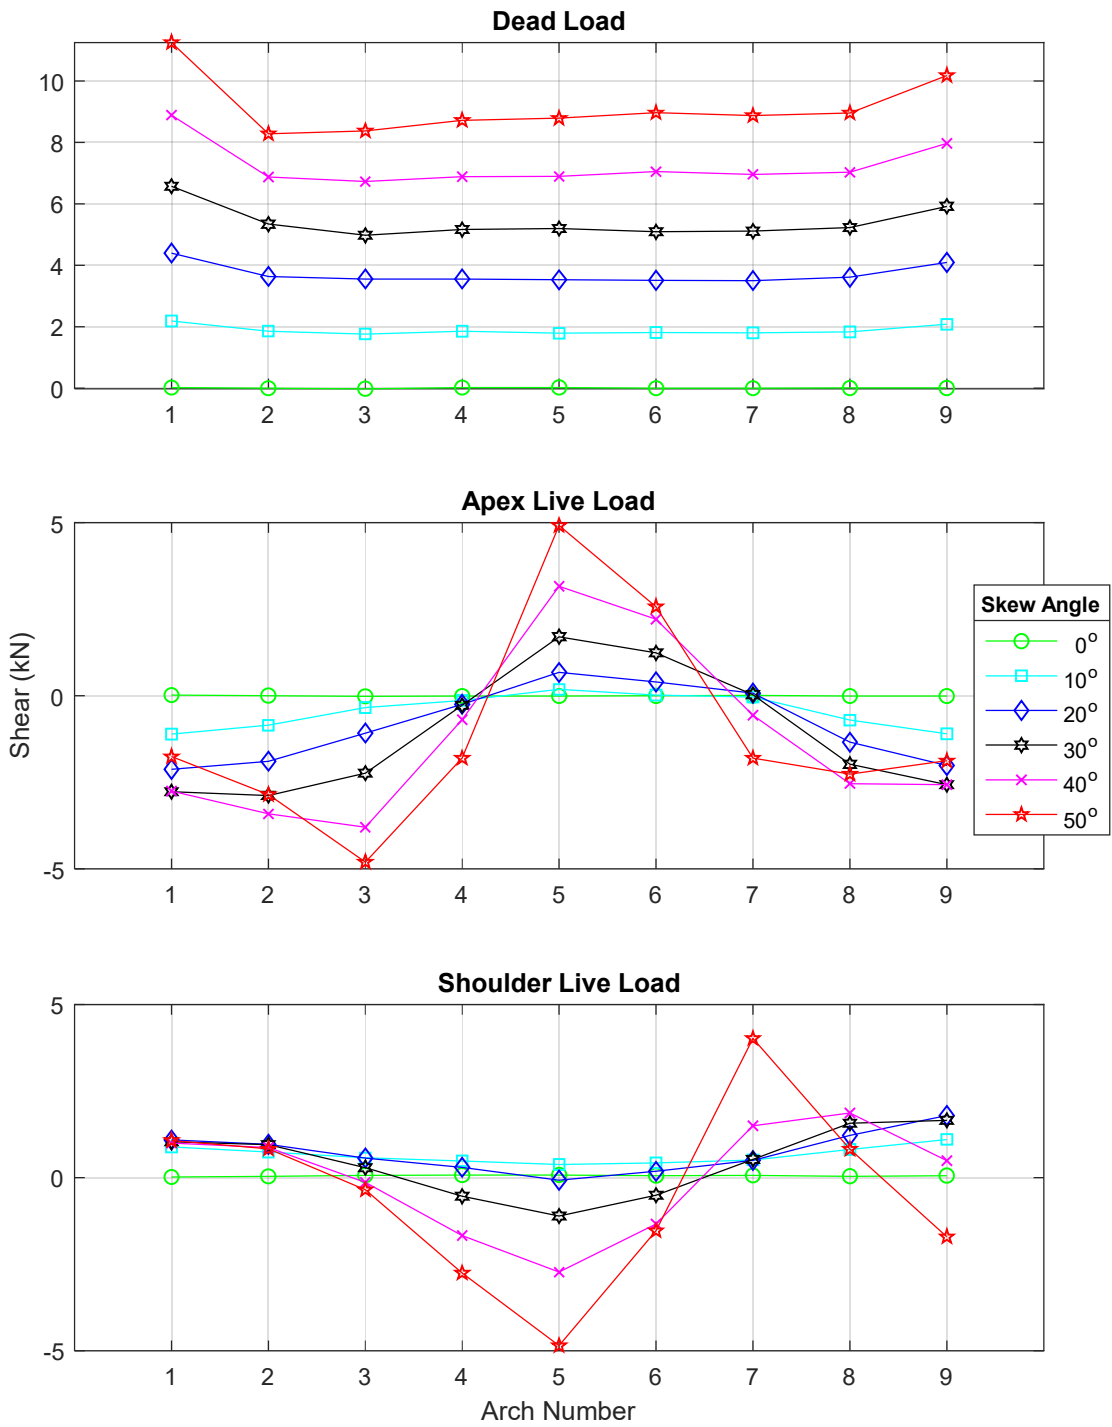 Dead Load
10
8
6
4
2
0
1 2 3 4 5 6 7 8 9
Apex Live Load
5
0
-5
1 2 3 4 5 6 7 8 9
Shear (kN)
Skew Angle
0°
10°
20°
30°
40°
50°
Shoulder Live Load
5
0
-5
1 2 3 4 5 6 7 8 9
Arch Number